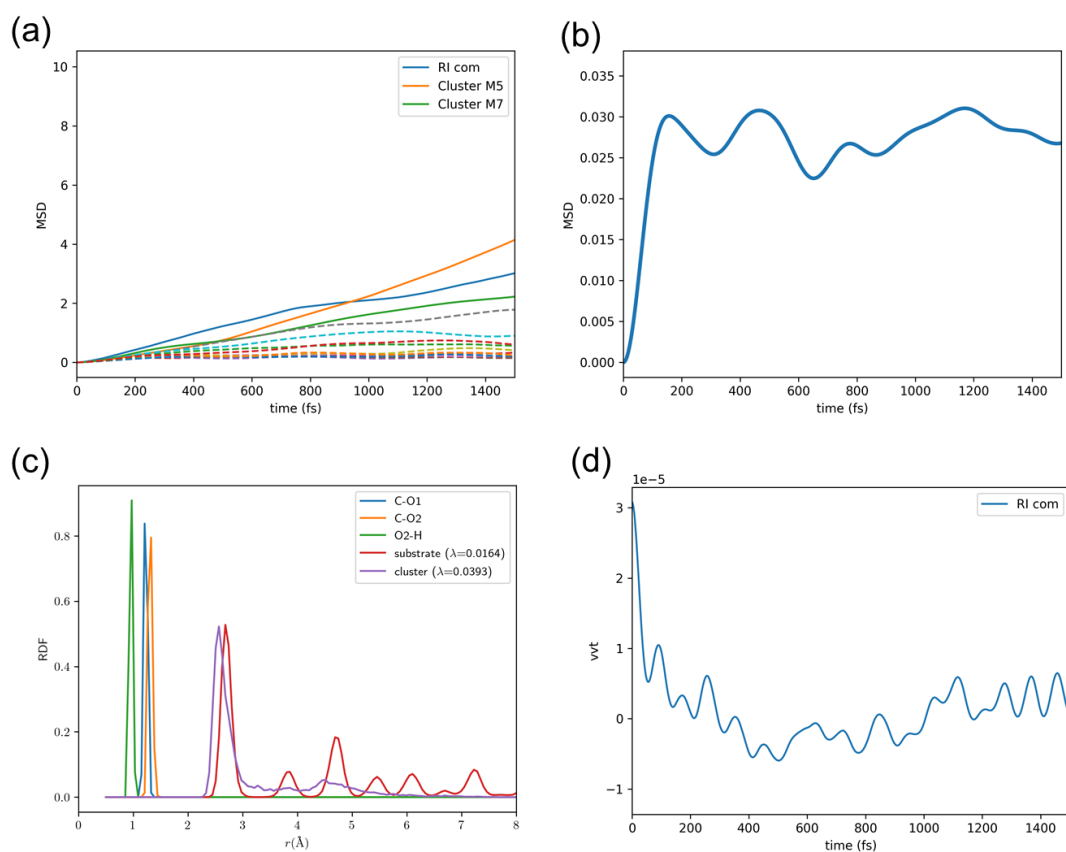 (a)
10
8
6
4
2
0
MSD
RI com
Cluster M5
Cluster M7
0 200 400 600 800 1000 1200 1400
time (fs)
(b)
0.035
0.030
0.025
0.020
0.015
0.010
0.005
0.000
MSD
0 200 400 600 800 1000 1200 1400
time (fs)
(c)
0.8
0.6
0.4
0.2
0.0
RDF
C-O1
C-O2
O2-H
substrate (λ=0.0164)
cluster (λ=0.0393)
0 1 2 3 4 5 6 7 8
r(Å)
(d)
1e−5
3
2
1
0
−1
vvt
RI com
0 200 400 600 800 1000 1200 1400
time (fs)